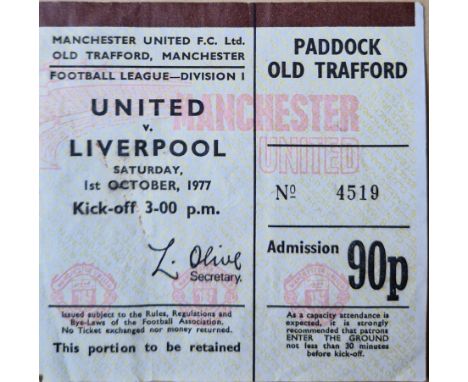 MANCHESTER UNITED F.C. Ltd.
OLD TRAFFORD, MANCHESTER
FOOTBALL LEAGUE—DIVISION I
UNITED
v.
LIVERPOOL
SATURDAY,
1st OCTOBER, 1977
Kick-off 3-00 p.m.
L. Olive
Secretary.
Issued subject to the Rules, Regulations and
Bye-Laws of the Football Association.
No Ticket exchanged nor money returned.
This portion to be retained
PADDOCK
OLD TRAFFORD
MANCHESTER
UNITED
No 4519
Admission 90p
As a capacity attendance is
expected, it is strongly
recommended that patrons
ENTER THE GROUND
not less than 30 minutes
before kick-off.